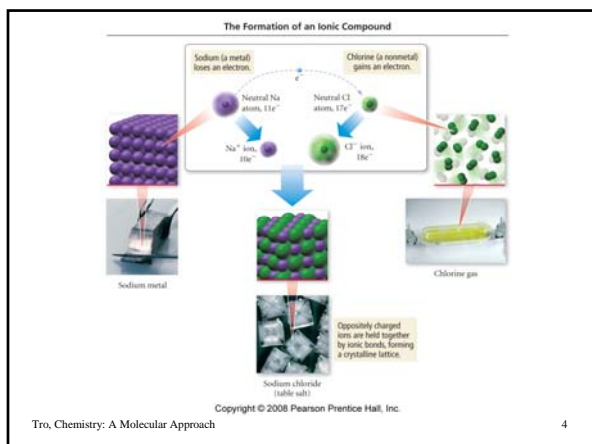 The Formation of an Ionic Compound
Sodium (a metal)
loses an electron.
Chlorine (a nonmetal)
gains an electron.
e⁻
Neutral Na
atom, 11e⁻
Neutral Cl
atom, 17e⁻
Na⁺ ion,
10e⁻
Cl⁻ ion,
18e⁻
Sodium metal
Chlorine gas
Oppositely charged
ions are held together
by ionic bonds, forming
a crystalline lattice.
Sodium chloride
(table salt)
Copyright © 2008 Pearson Prentice Hall, Inc.
Tro, Chemistry: A Molecular Approach
4